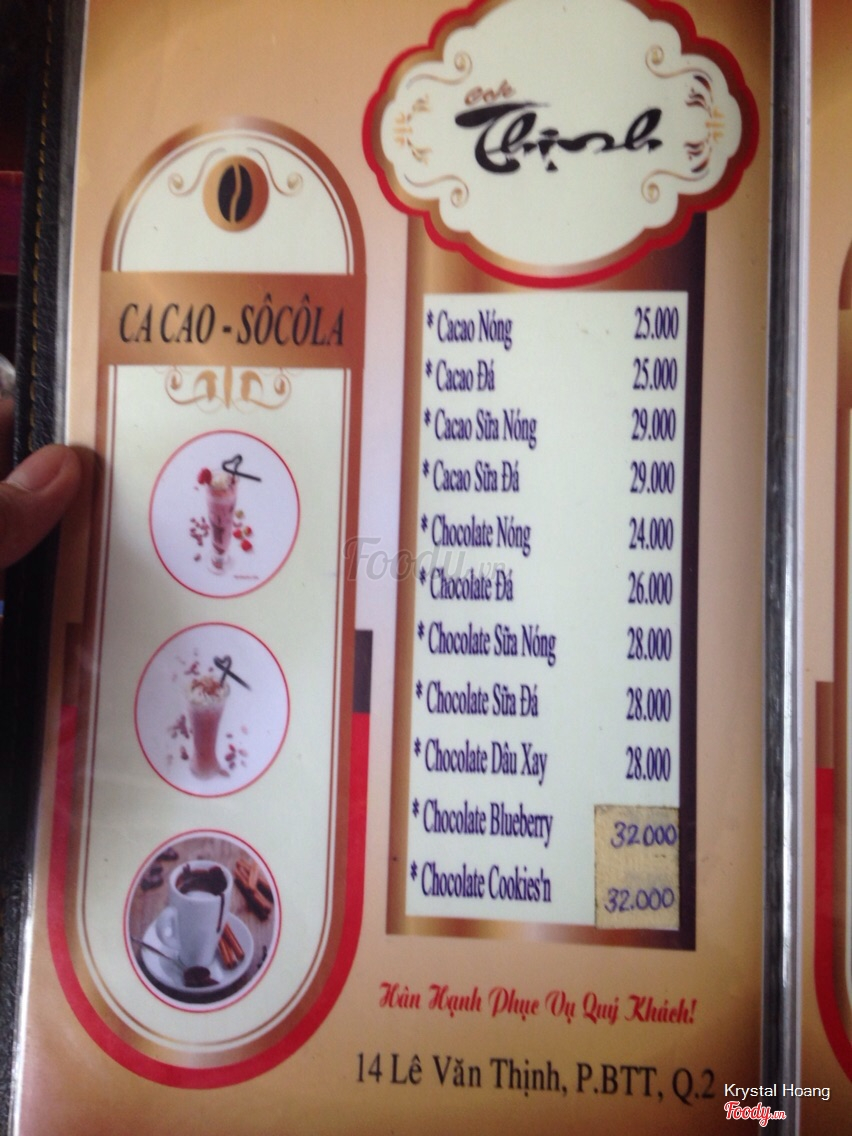 Cafe
Thịnh
CA CAO - SÔCÔLA
* Cacao Nóng 25.000
* Cacao Đá 25.000
* Cacao Sữa Nóng 29.000
* Cacao Sữa Đá 29.000
* Chocolate Nóng 24.000
* Chocolate Đá 26.000
* Chocolate Sữa Nóng 28.000
* Chocolate Sữa Đá 28.000
* Chocolate Dâu Xay 28.000
* Chocolate Blueberry 32.000
* Chocolate Cookies'n 32.000
Hân Hạnh Phục Vụ Quý Khách!
14 Lê Văn Thịnh, P.BTT, Q.2
Foody.vn
Krystal Hoang
Foody.vn